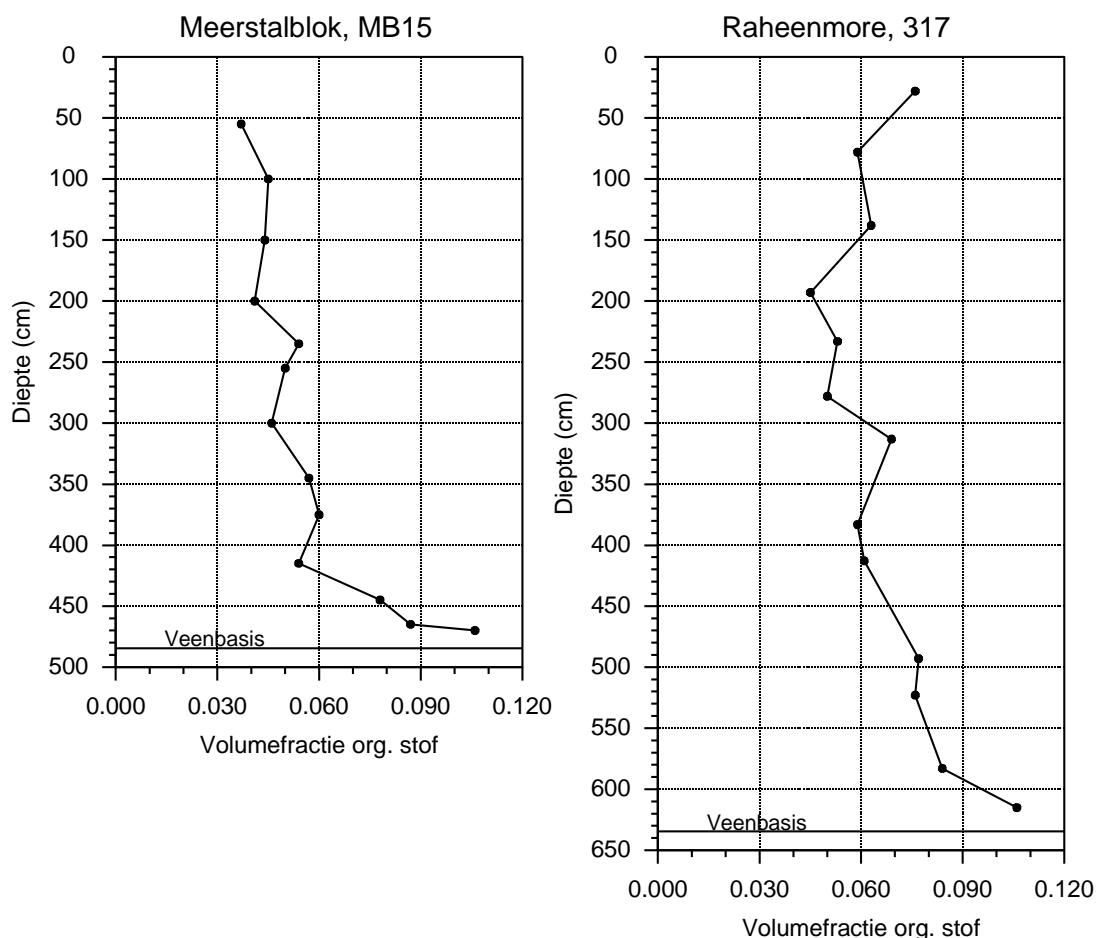 Meerstalblok, MB15
0
50
100
150
200
250
300
350
400
450
500
Diepte (cm)
Veenbasis
0.000 0.030 0.060 0.090 0.120
Volumefractie org. stof
Raheenmore, 317
0
50
100
150
200
250
300
350
400
450
500
550
600
650
Diepte (cm)
Veenbasis
0.000 0.030 0.060 0.090 0.120
Volumefractie org. stof